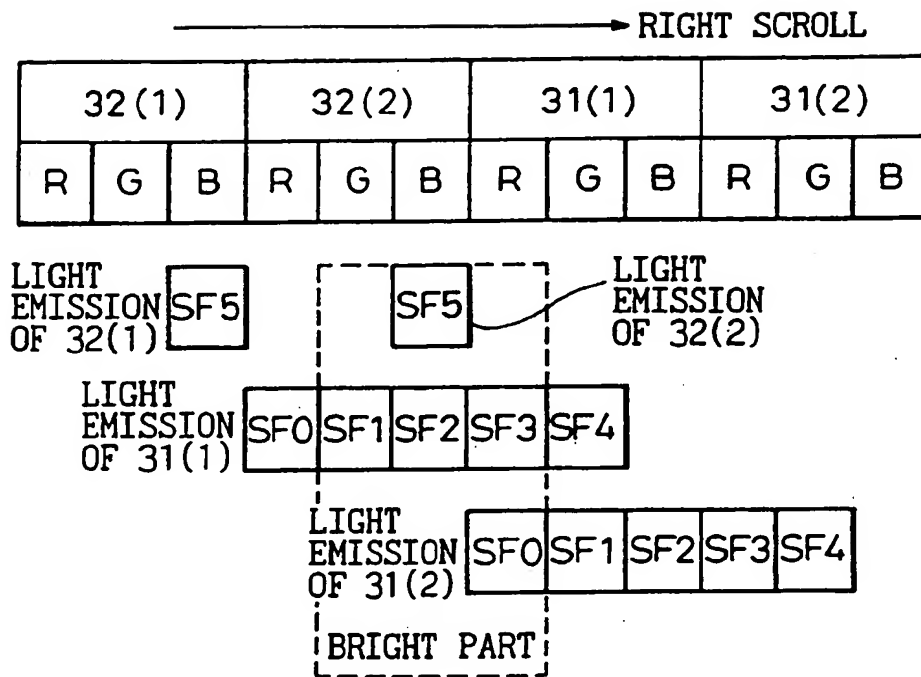 RIGHT SCROLL
32(1) 32(2) 31(1) 31(2)
R G B R G B R G B R G B
LIGHT
EMISSION
OF 32(1)
SF5
SF5
LIGHT
EMISSION
OF 32(2)
LIGHT
EMISSION
OF 31(1)
SF0 SF1 SF2 SF3 SF4
LIGHT
EMISSION
OF 31(2)
SF0 SF1 SF2 SF3 SF4
BRIGHT PART